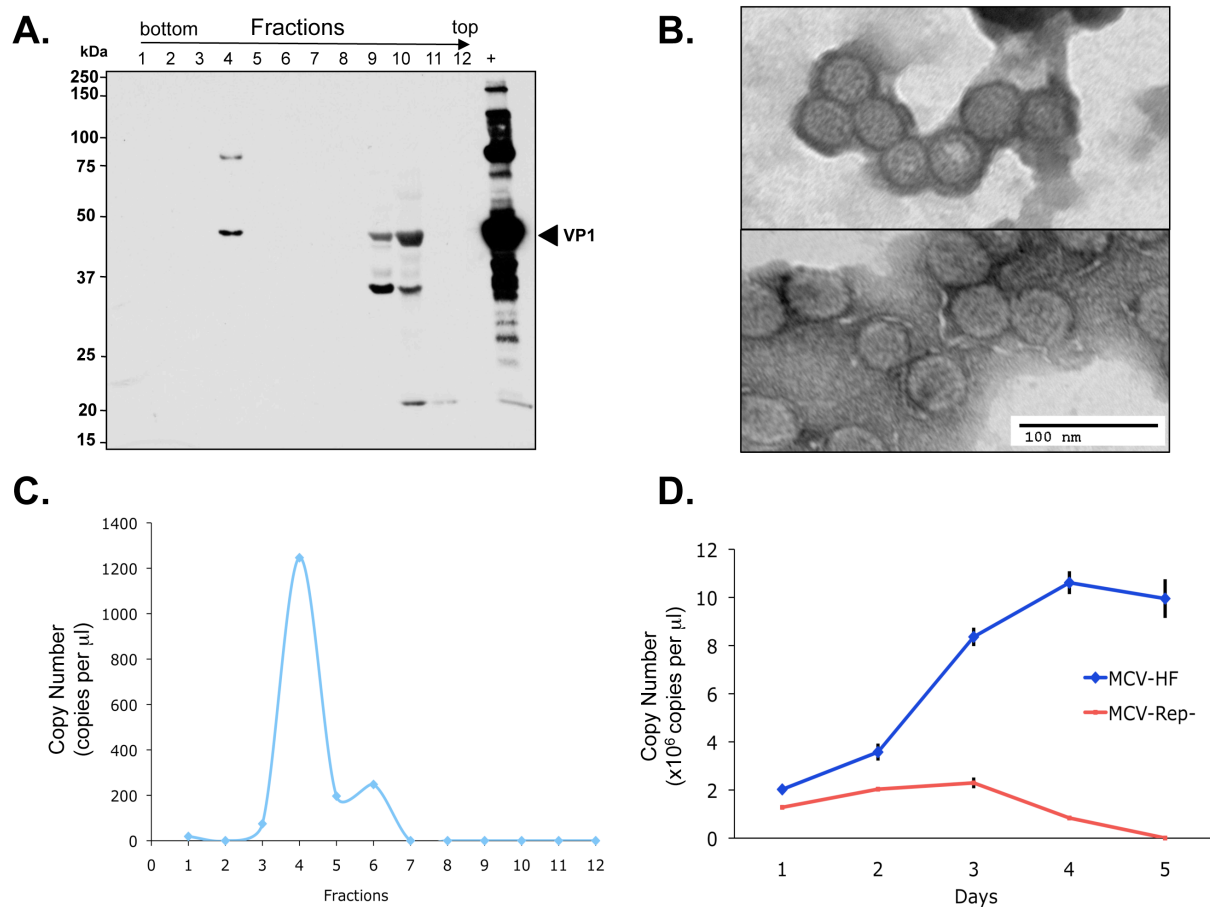 A.
bottom Fractions top
kDa 1 2 3 4 5 6 7 8 9 10 11 12 +
250
150
100
75
50
VP1
37
25
20
15
B.
100 nm
C.
Copy Number
(copies per µl)
1400
1200
1000
800
600
400
200
0
0 1 2 3 4 5 6 7 8 9 10 11 12
Fractions
D.
Copy Number
(x10⁶ copies per µl)
12
10
8
6
4
2
0
MCV-HF
MCV-Rep-
1 2 3 4 5
Days